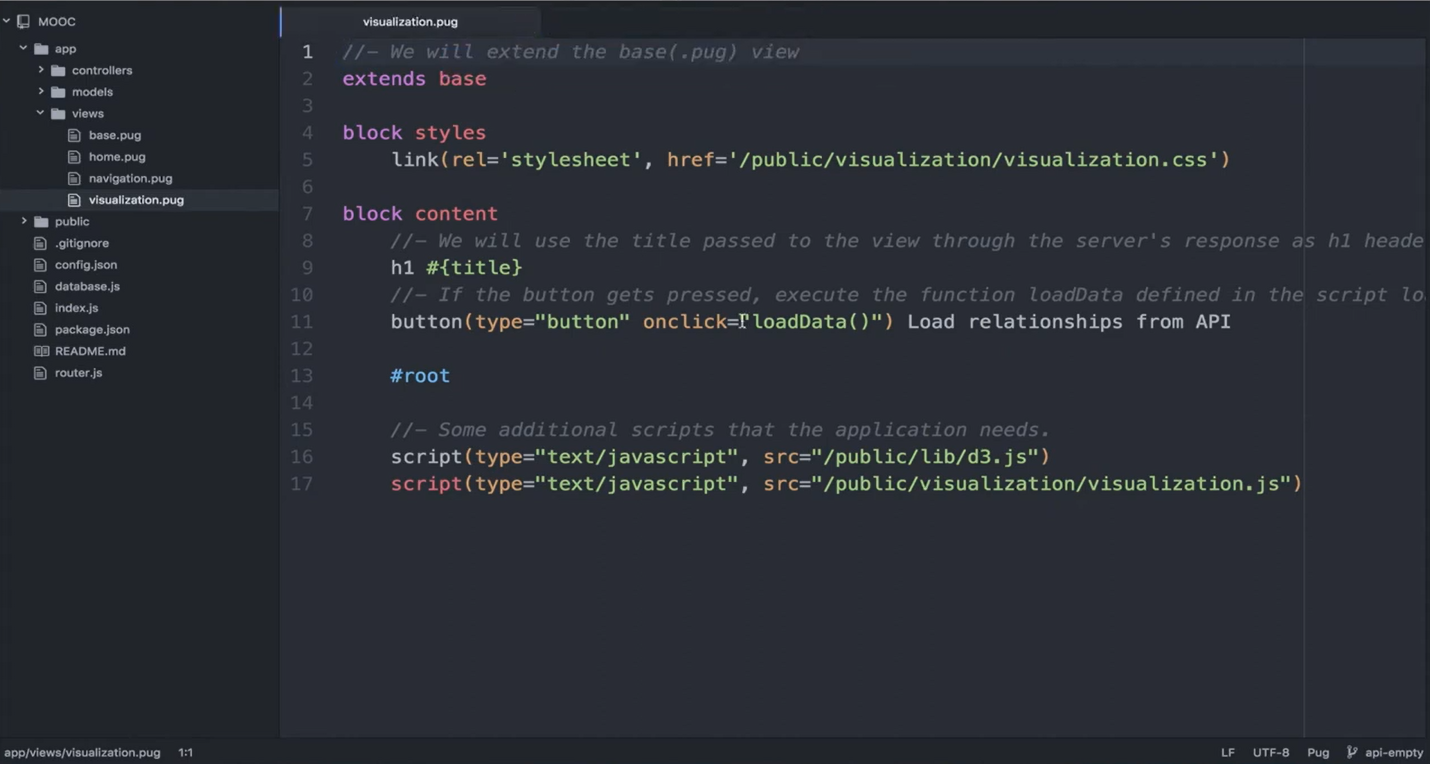 MOOC
app
controllers
models
views
base.pug
home.pug
navigation.pug
visualization.pug
public
.gitignore
config.json
database.js
index.js
package.json
README.md
router.js
visualization.pug
1 //- We will extend the base(.pug) view
2 extends base
3
4 block styles
5 link(rel='stylesheet', href='/public/visualization/visualization.css')
6
7 block content
8 //- We will use the title passed to the view through the server's response as h1 heade
9 h1 #{title}
10 //- If the button gets pressed, execute the function loadData defined in the script lo
11 button(type="button" onclick="loadData()") Load relationships from API
12
13 #root
14
15 //- Some additional scripts that the application needs.
16 script(type="text/javascript", src="/public/lib/d3.js")
17 script(type="text/javascript", src="/public/visualization/visualization.js")
app/views/visualization.pug 1:1 LF UTF-8 Pug api-empty